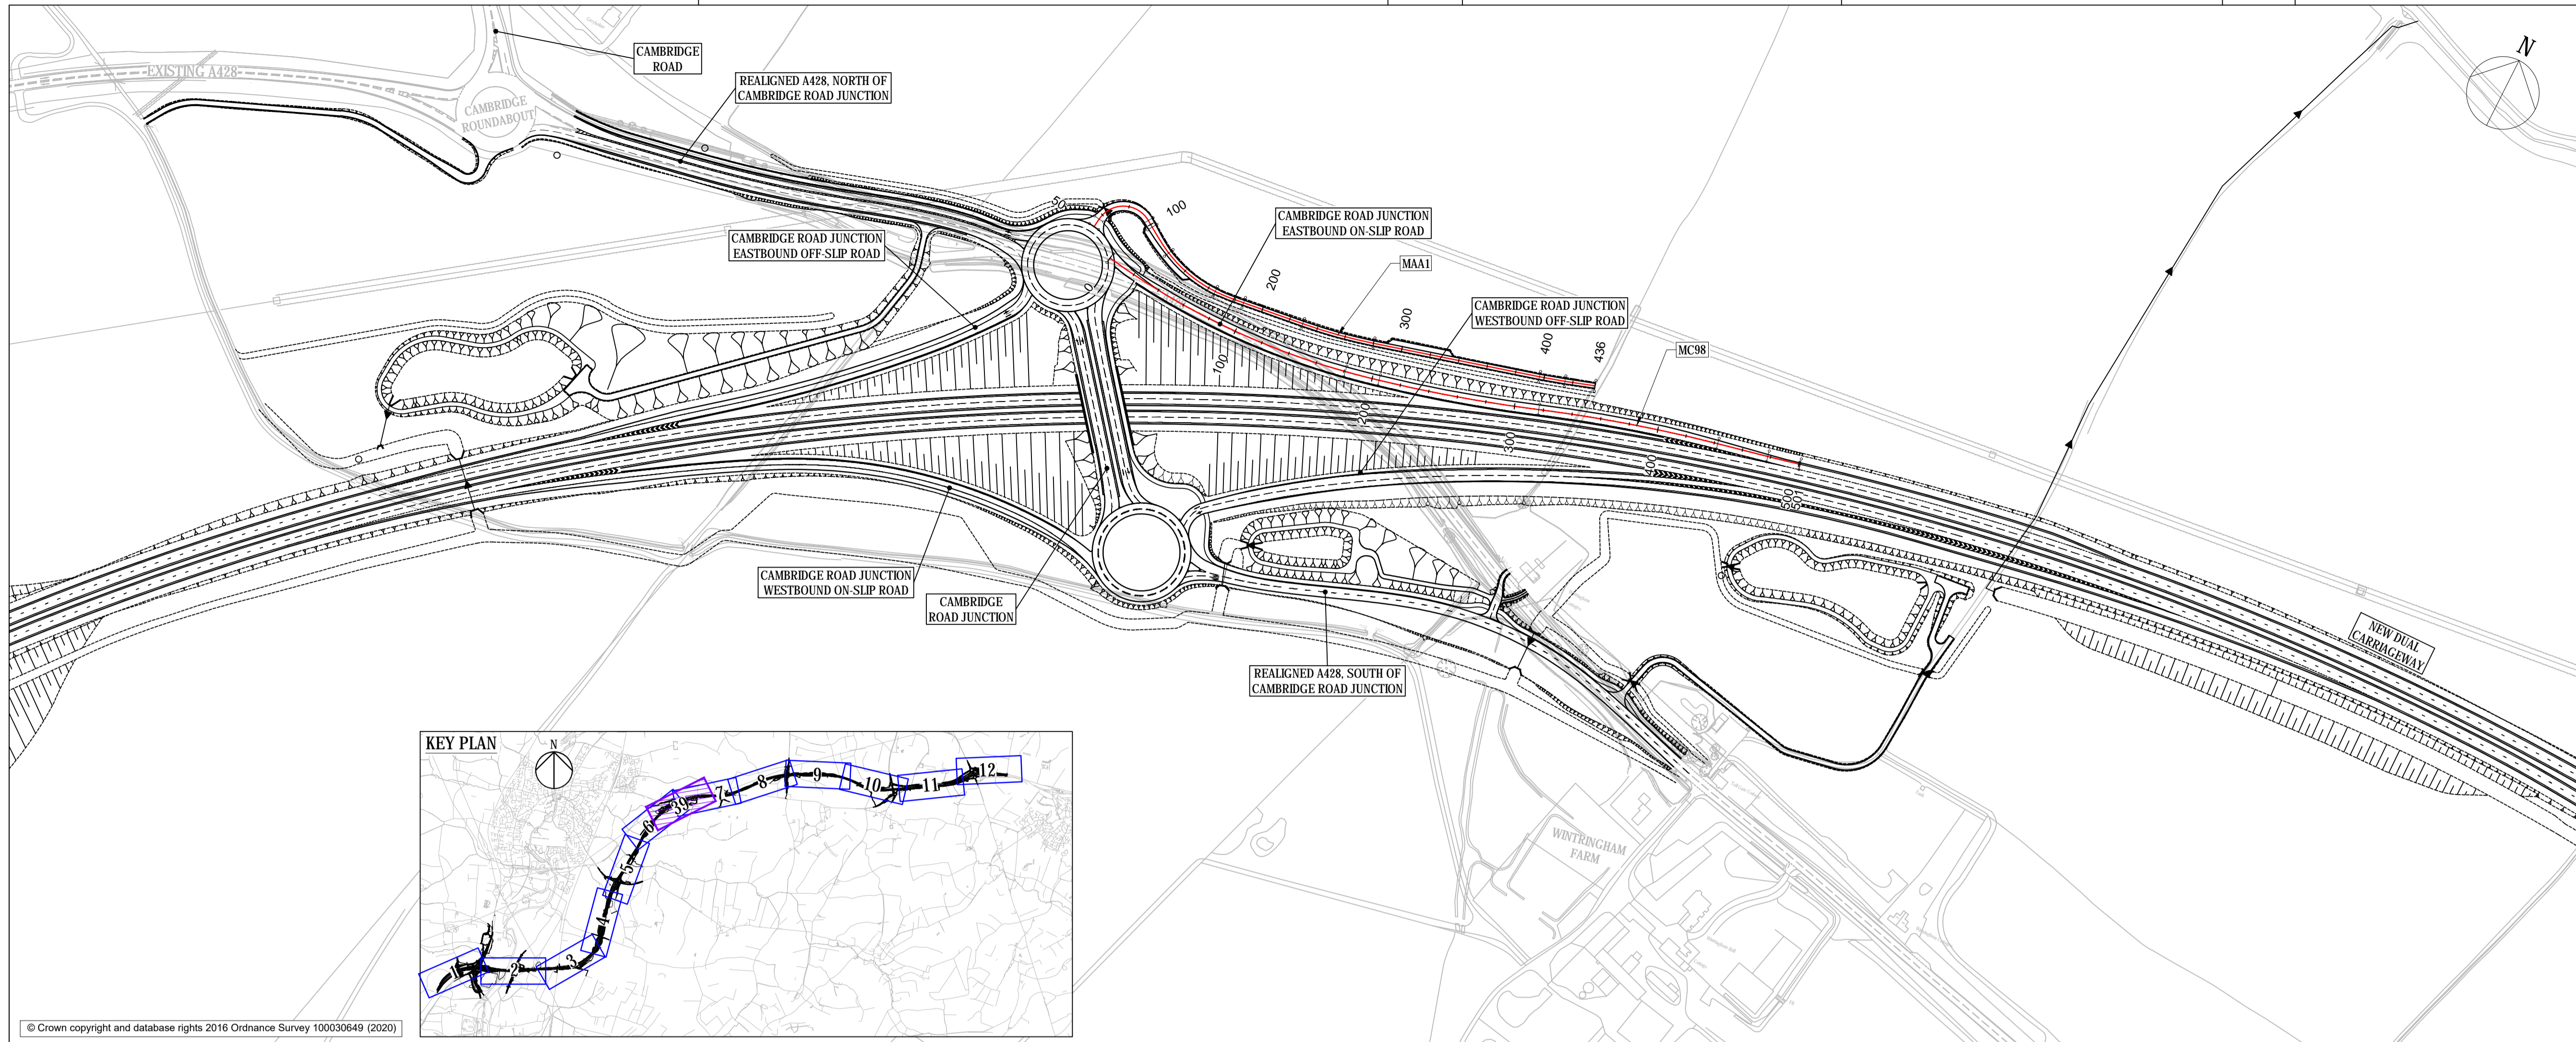 CAMBRIDGE
ROAD
N
EXISTING A428
REALIGNED A428, NORTH OF
CAMBRIDGE ROAD JUNCTION
CAMBRIDGE
ROUNDABOUT
50
100
CAMBRIDGE ROAD JUNCTION
EASTBOUND ON-SLIP ROAD
CAMBRIDGE ROAD JUNCTION
EASTBOUND OFF-SLIP ROAD
MAA1
200
0
CAMBRIDGE ROAD JUNCTION
WESTBOUND OFF-SLIP ROAD
300
400
436
MC98
100
200
300
400
500
501
CAMBRIDGE ROAD JUNCTION
WESTBOUND ON-SLIP ROAD
CAMBRIDGE
ROAD JUNCTION
NEW DUAL
CARRIAGEWAY
REALIGNED A428, SOUTH OF
CAMBRIDGE ROAD JUNCTION
WINTRINGHAM
FARM
KEY PLAN
N
1
2
3
4
5
6
39
7
8
9
10
11
12
© Crown copyright and database rights 2016 Ordnance Survey 100030649 (2020)